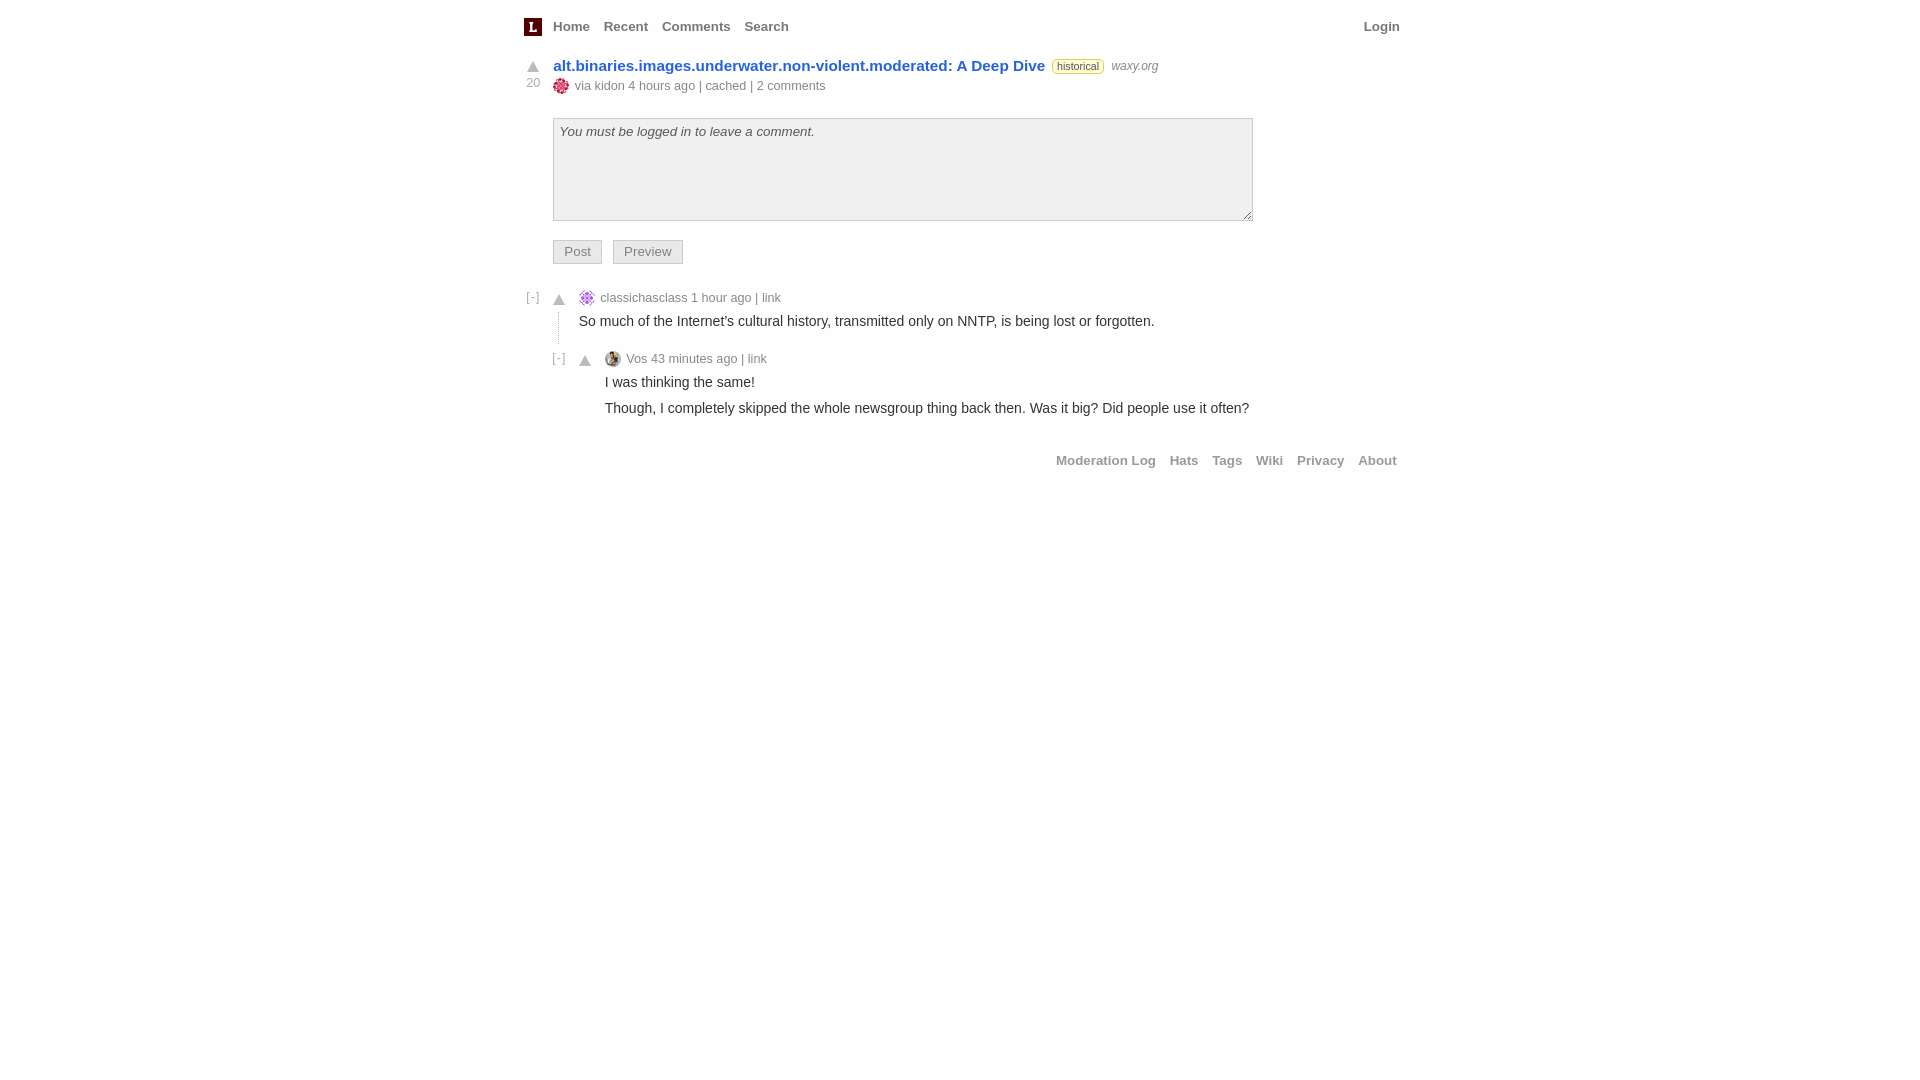 L Home Recent Comments Search Login
alt.binaries.images.underwater.non-violent.moderated: A Deep Dive historical waxy.org
20 via kidon 4 hours ago | cached | 2 comments
You must be logged in to leave a comment.
Post Preview
[-] classichasclass 1 hour ago | link
So much of the Internet’s cultural history, transmitted only on NNTP, is being lost or forgotten.
[-] Vos 43 minutes ago | link
I was thinking the same!
Though, I completely skipped the whole newsgroup thing back then. Was it big? Did people use it often?
Moderation Log Hats Tags Wiki Privacy About